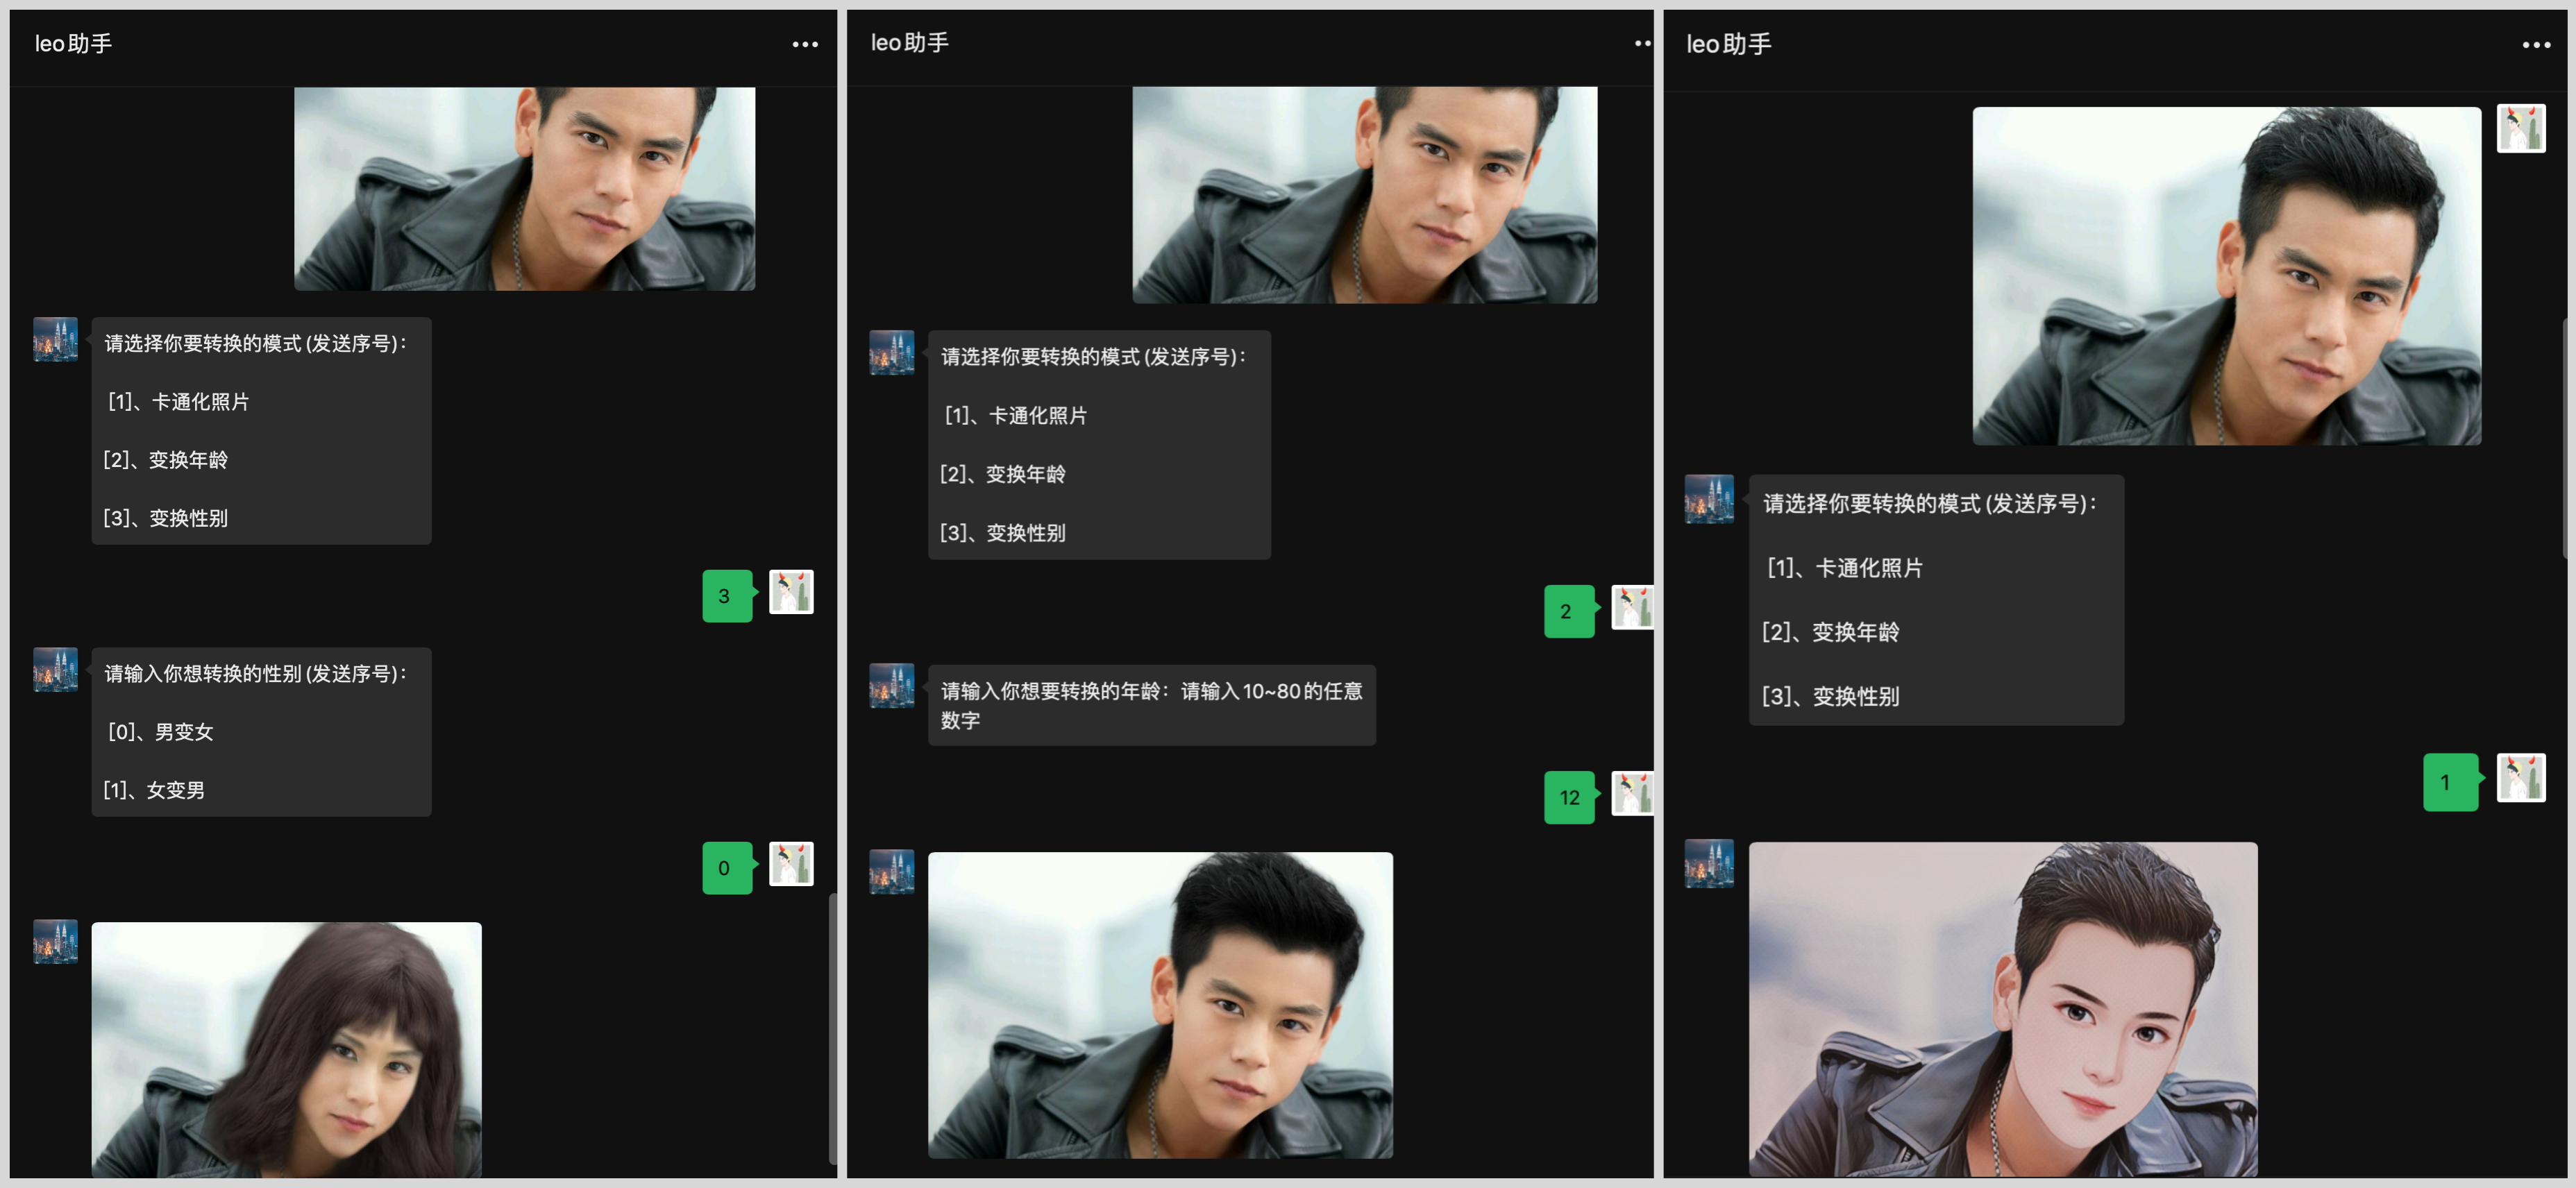 leo助手
请选择你要转换的模式(发送序号):
[1]、卡通化照片
[2]、变换年龄
[3]、变换性别
3
请输入你想转换的性别(发送序号):
[0]、男变女
[1]、女变男
0
leo助手
请选择你要转换的模式(发送序号):
[1]、卡通化照片
[2]、变换年龄
[3]、变换性别
2
请输入你想要转换的年龄：请输入10~80的任意
数字
12
leo助手
请选择你要转换的模式(发送序号):
[1]、卡通化照片
[2]、变换年龄
[3]、变换性别
1